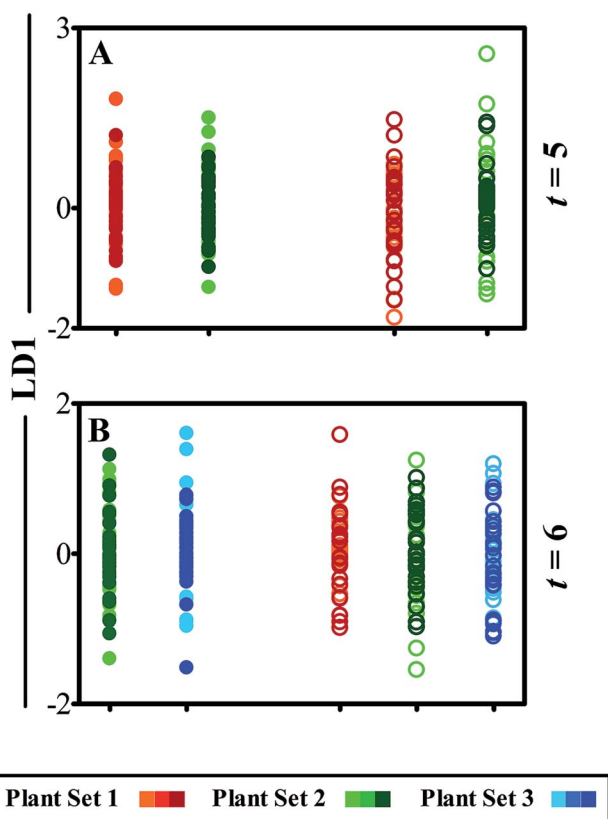 3
A
0
-2
t = 5
LD1
2
B
0
-2
t = 6
Plant Set 1 Plant Set 2 Plant Set 3